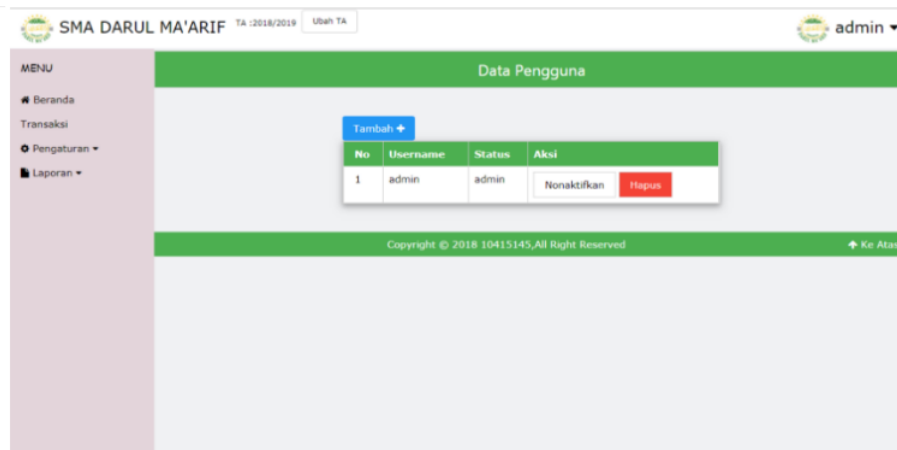 SMA DARUL MA'ARIF TA :2018/2019 Ubah TA admin
MENU
Data Pengguna
Beranda
Transaksi
Pengaturan
Laporan
Tambah
No Username Status Aksi
1 admin admin Nonaktifkan Hapus
Copyright © 2018 10415145,All Right Reserved Ke Atas